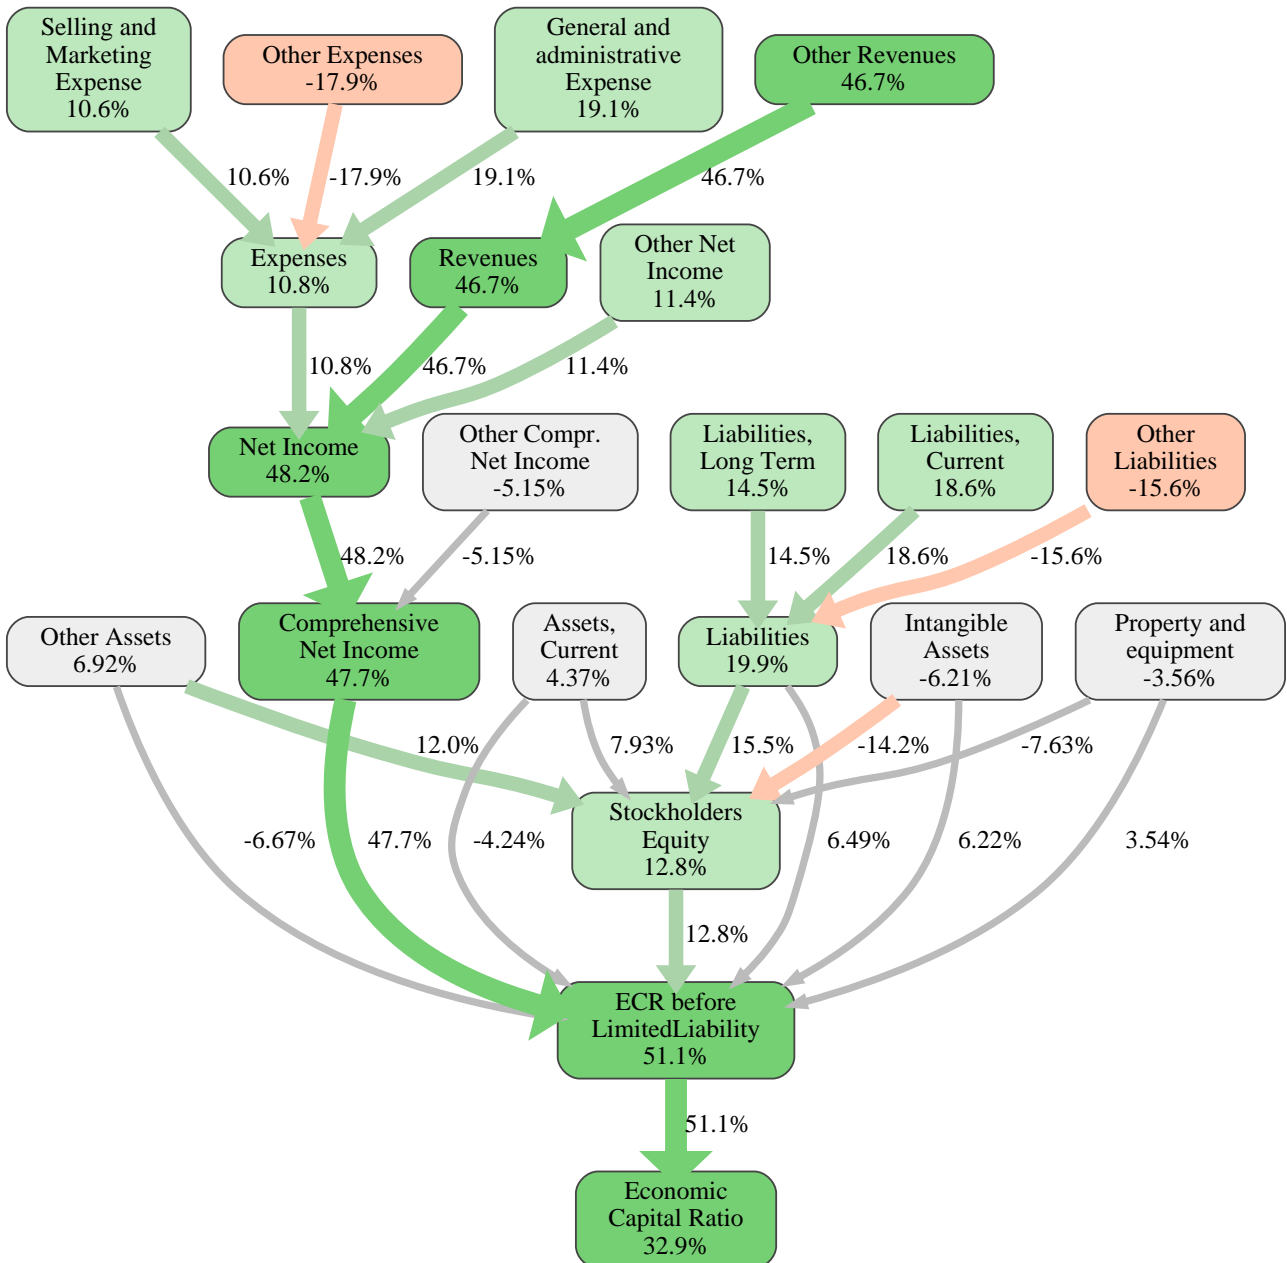 Selling and
Marketing
Expense
10.6%
Other Expenses
-17.9%
General and
administrative
Expense
19.1%
Other Revenues
46.7%
10.6%
-17.9%
19.1%
46.7%
Expenses
10.8%
Revenues
46.7%
Other Net
Income
11.4%
10.8%
46.7%
11.4%
Net Income
48.2%
Other Compr.
Net Income
-5.15%
Liabilities,
Long Term
14.5%
Liabilities,
Current
18.6%
Other
Liabilities
-15.6%
48.2%
-5.15%
14.5%
18.6%
-15.6%
Other Assets
6.92%
Comprehensive
Net Income
47.7%
Assets,
Current
4.37%
Liabilities
19.9%
Intangible
Assets
-6.21%
Property and
equipment
-3.56%
12.0%
7.93%
15.5%
-14.2%
-7.63%
Stockholders
Equity
12.8%
-6.67%
47.7%
-4.24%
6.49%
6.22%
3.54%
12.8%
ECR before
LimitedLiability
51.1%
51.1%
Economic
Capital Ratio
32.9%